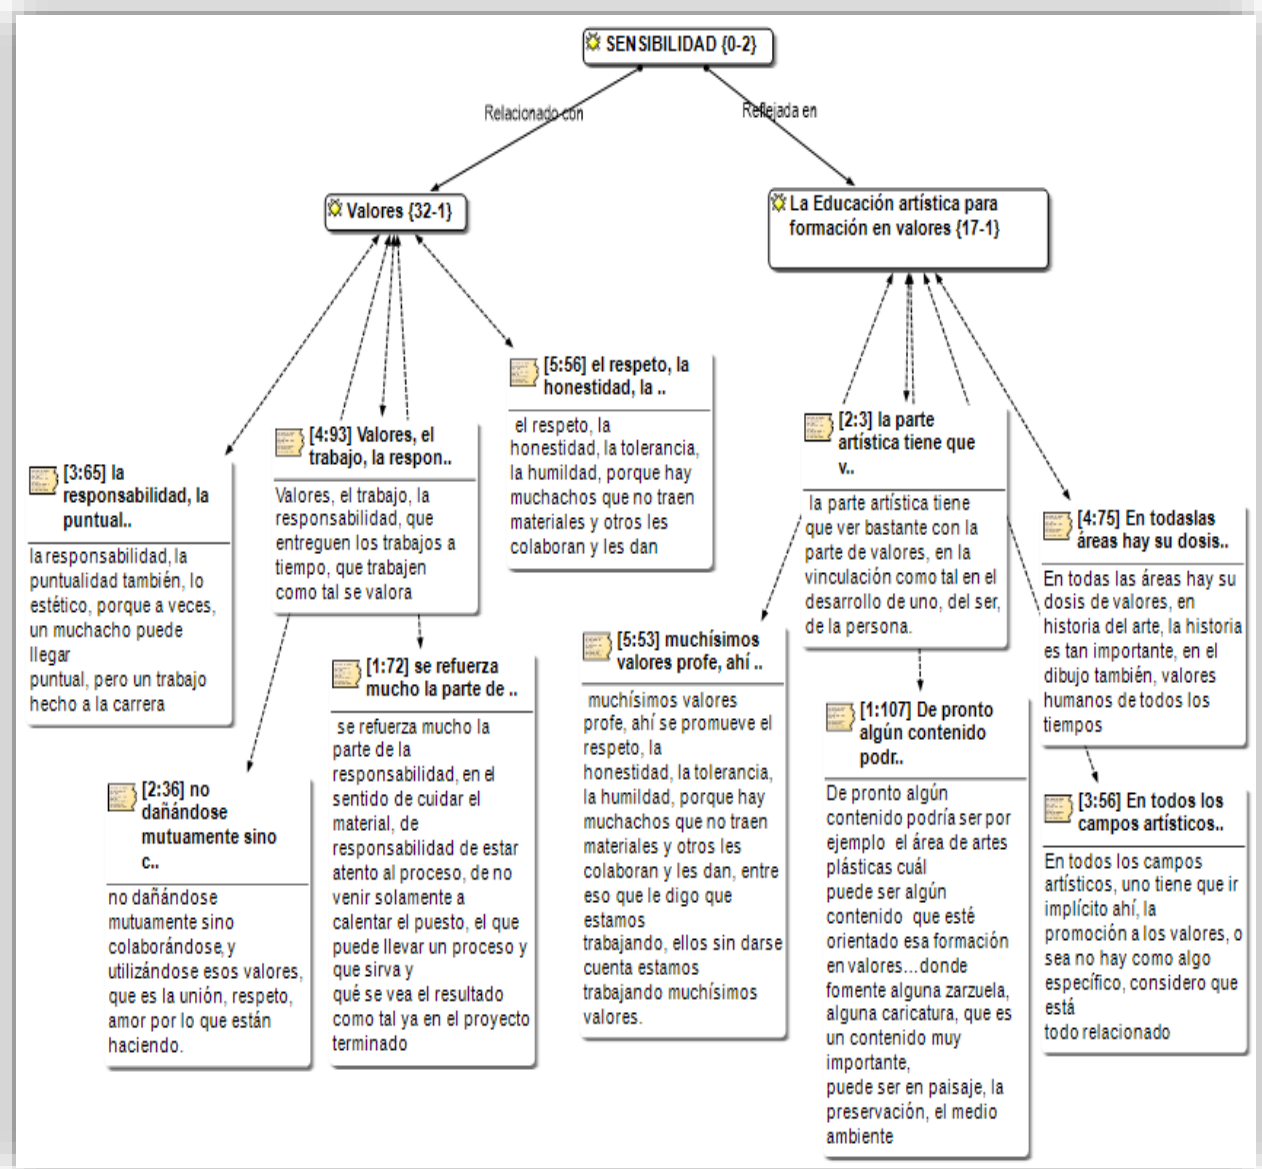 SENSIBILIDAD {0-2}
Relacionado con
Reflejada en
Valores {32-1}
La Educación artística para
formación en valores {17-1}
[3:65] la
responsabilidad, la
puntual..
la responsabilidad, la
puntualidad también, lo
estético, porque a veces,
un muchacho puede
llegar
puntual, pero un trabajo
hecho a la carrera
[4:93] Valores, el
trabajo, la respon..
Valores, el trabajo, la
responsabilidad, que
entreguen los trabajos a
tiempo, que trabajen
como tal se valora
[5:56] el respeto, la
honestidad, la ..
el respeto, la
honestidad, la tolerancia,
la humildad, porque hay
muchachos que no traen
materiales y otros les
colaboran y les dan
[2:36] no
dañándose
mutuamente sino
c..
no dañándose
mutuamente sino
colaborándose, y
utilizándose esos valores,
que es la unión, respeto,
amor por lo que están
haciendo.
[1:72] se refuerza
mucho la parte de ..
se refuerza mucho la
parte de la
responsabilidad, en el
sentido de cuidar el
material, de
responsabilidad de estar
atento al proceso, de no
venir solamente a
calentar el puesto, el que
puede llevar un proceso y
que sirva y
qué se vea el resultado
como tal ya en el proyecto
terminado
[2:3] la parte
artística tiene que
v..
la parte artística tiene
que ver bastante con la
parte de valores, en la
vinculación como tal en el
desarrollo de uno, del ser,
de la persona.
[5:53] muchísimos
valores profe, ahí ..
muchísimos valores
profe, ahí se promueve el
respeto, la
honestidad, la tolerancia,
la humildad, porque hay
muchachos que no traen
materiales y otros les
colaboran y les dan, entre
eso que le digo que
estamos
trabajando, ellos sin darse
cuenta estamos
trabajando muchísimos
valores.
[1:107] De pronto
algún contenido
podr..
De pronto algún
contenido podría ser por
ejemplo el área de artes
plásticas cuál
puede ser algún
contenido que esté
orientado esa formación
en valores...donde
fomente alguna zarzuela,
alguna caricatura, que es
un contenido muy
importante,
puede ser en paisaje, la
preservación, el medio
ambiente
[4:75] En todaslas
áreas hay su dosis..
En todas las áreas hay su
dosis de valores, en
historia del arte, la historia
es tan importante, en el
dibujo también, valores
humanos de todos los
tiempos
[3:56] En todos los
campos artísticos..
En todos los campos
artísticos, uno tiene que ir
implícito ahí, la
promoción a los valores, o
sea no hay como algo
específico, considero que
está
todo relacionado